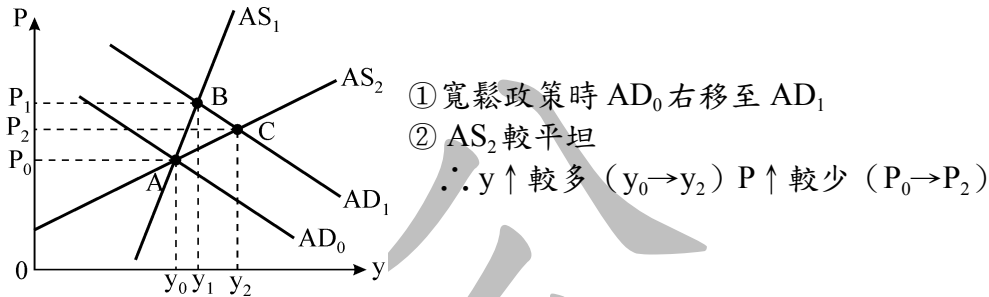 P
AS₁
AS₂
P₁
B
P₂
C
P₀
A
AD₁
AD₀
0
y₀ y₁ y₂
y
①寬鬆政策時 AD₀ 右移至 AD₁
② AS₂ 較平坦
∴ y↑較多（y₀→y₂）P↑較少（P₀→P₂）